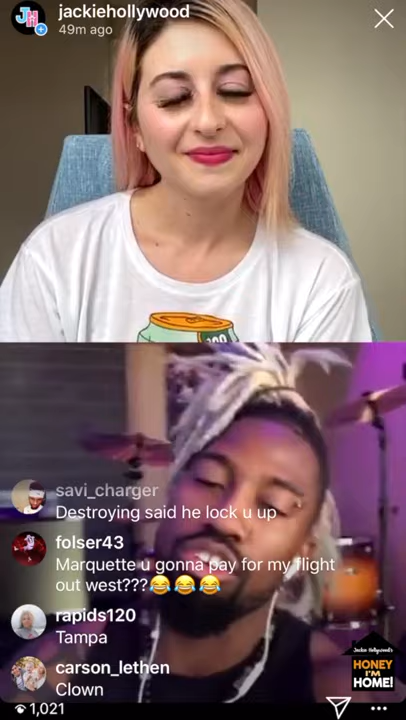 jackiehollywood
49m ago
100
savi_charger
Destroying said he lock u up
folser43
Marquette u gonna pay for my flight
out west???😂😂😂
rapids120
Tampa
carson_lethen
Clown
Jackie Hollywood's
HONEY
I'M
HOME!
1,021